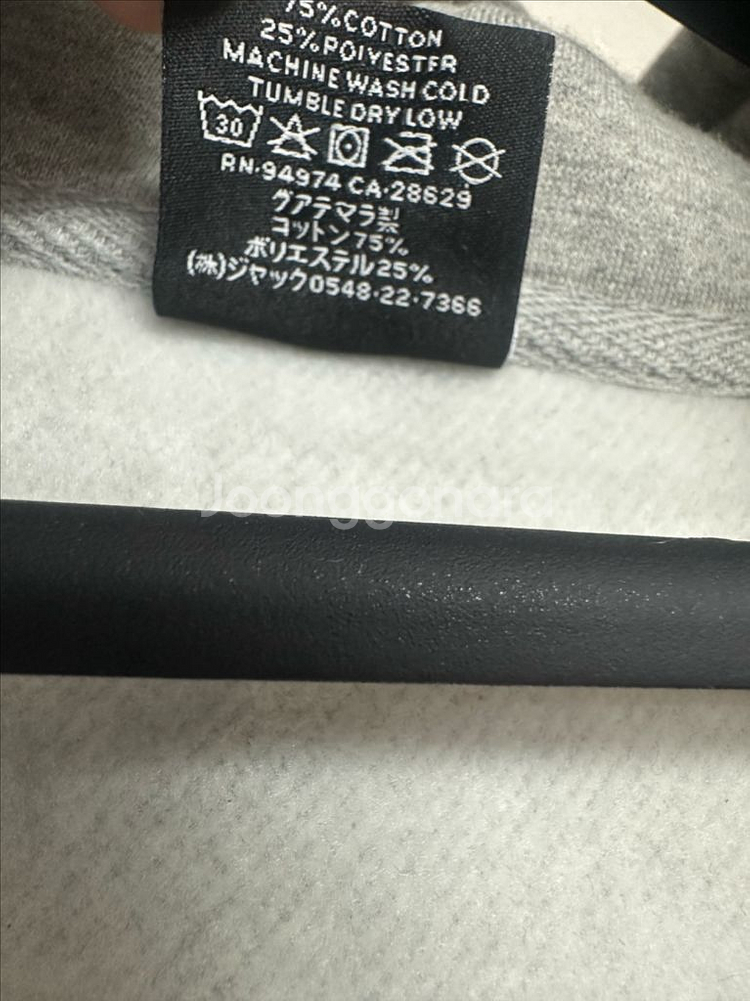 75%COTTON
25%POLYESTER
MACHINE WASH COLD
TUMBLE DRY LOW
30
RN·94974 CA·28629
グアテマラ製
コットン75%
ポリエステル25%
(株)ジャック0548·22·7366
Joonggonara